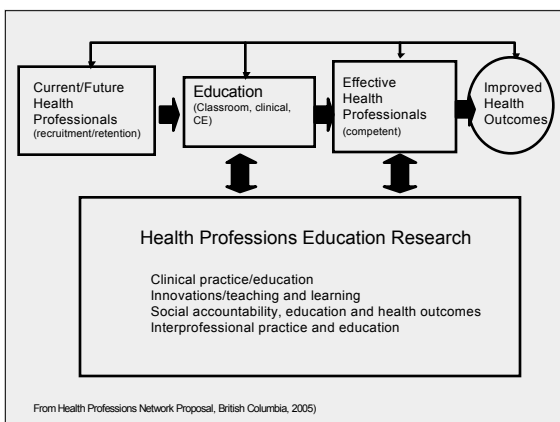 Current/Future
Health
Professionals
(recruitment/retention)
Education
(Classroom, clinical,
CE)
Effective
Health
Professionals
(competent)
Improved
Health
Outcomes
Health Professions Education Research
Clinical practice/education
Innovations/teaching and learning
Social accountability, education and health outcomes
Interprofessional practice and education
From Health Professions Network Proposal, British Columbia, 2005)